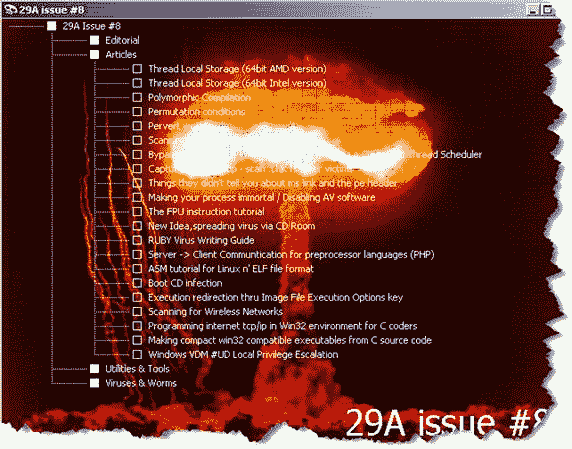 29A issue #8
29A Issue #8
Editorial
Articles
Thread Local Storage (64bit AMD version)
Thread Local Storage (64bit Intel version)
Polymorphic Compilation
Permutation conditions
Scan
read Scheduler
Things they didn't tell you about ms link and the pe header
Making your process immortal / Disabling AV software
The FPU instruction tutorial
New Idea,spreading virus via CD Room
RUBY Virus Writing Guide
Server -> Client Communication for preprocessor languages (PHP)
ASM tutorial for Linux n' ELF file format
Boot CD infection
Execution redirection thru Image File Execution Options key
Scanning for Wireless Networks
Programming internet tcp/ip in Win32 environment for C coders
Making compact win32 compatible executables from C source code
Windows VDM #UD Local Privilege Escalation
Utilities & Tools
Viruses & Worms
29A issue #8